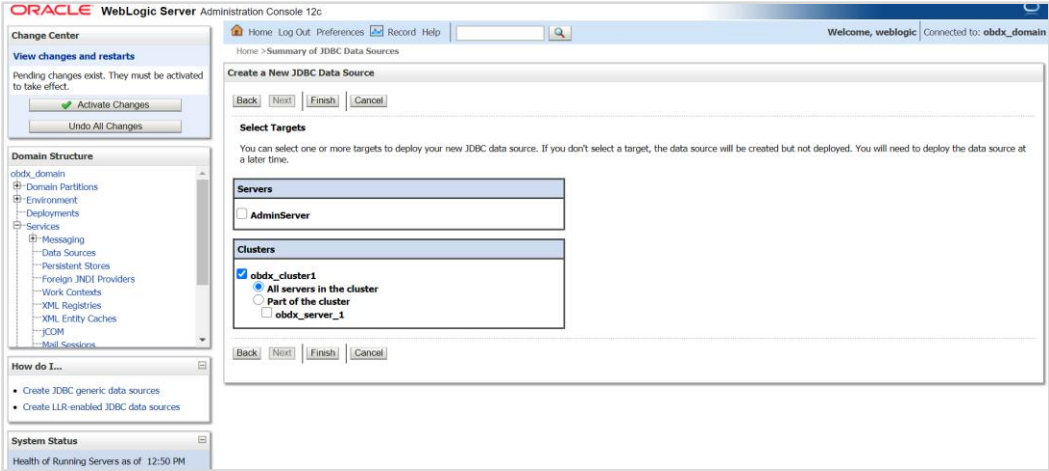 ORACLE WebLogic Server Administration Console 12c
Change Center
View changes and restarts
Pending changes exist. They must be activated
to take effect.
Activate Changes
Undo All Changes
Domain Structure
obdx_domain
Domain Partitions
Environment
Deployments
Services
Messaging
Data Sources
Persistent Stores
Foreign JNDI Providers
Work Contexts
XML Registries
XML Entity Caches
jCOM
Mail Sessions
How do I...
Create JDBC generic data sources
Create LLR-enabled JDBC data sources
System Status
Health of Running Servers as of 12:50 PM
Home Log Out Preferences Record Help
Welcome, weblogic Connected to: obdx_domain
Home >Summary of JDBC Data Sources
Create a New JDBC Data Source
Back Next Finish Cancel
Select Targets
You can select one or more targets to deploy your new JDBC data source. If you don't select a target, the data source will be created but not deployed. You will need to deploy the data source at
a later time.
Servers
AdminServer
Clusters
obdx_cluster1
All servers in the cluster
Part of the cluster
obdx_server_1
Back Next Finish Cancel